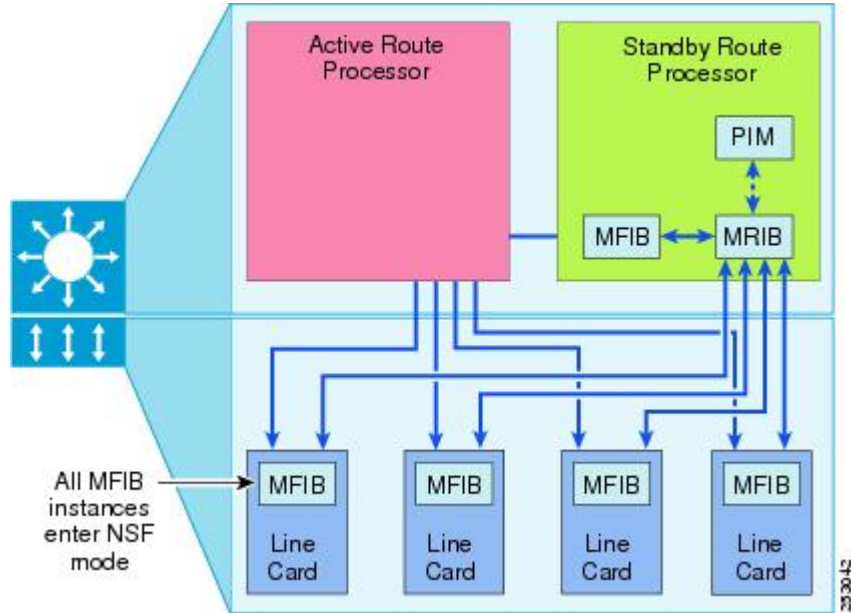 Active Route
Processor
Standby Route
Processor
PIM
MFIB
MRIB
All MFIB
instances
enter NSF
mode
MFIB
Line
Card
MFIB
Line
Card
MFIB
Line
Card
MFIB
Line
Card